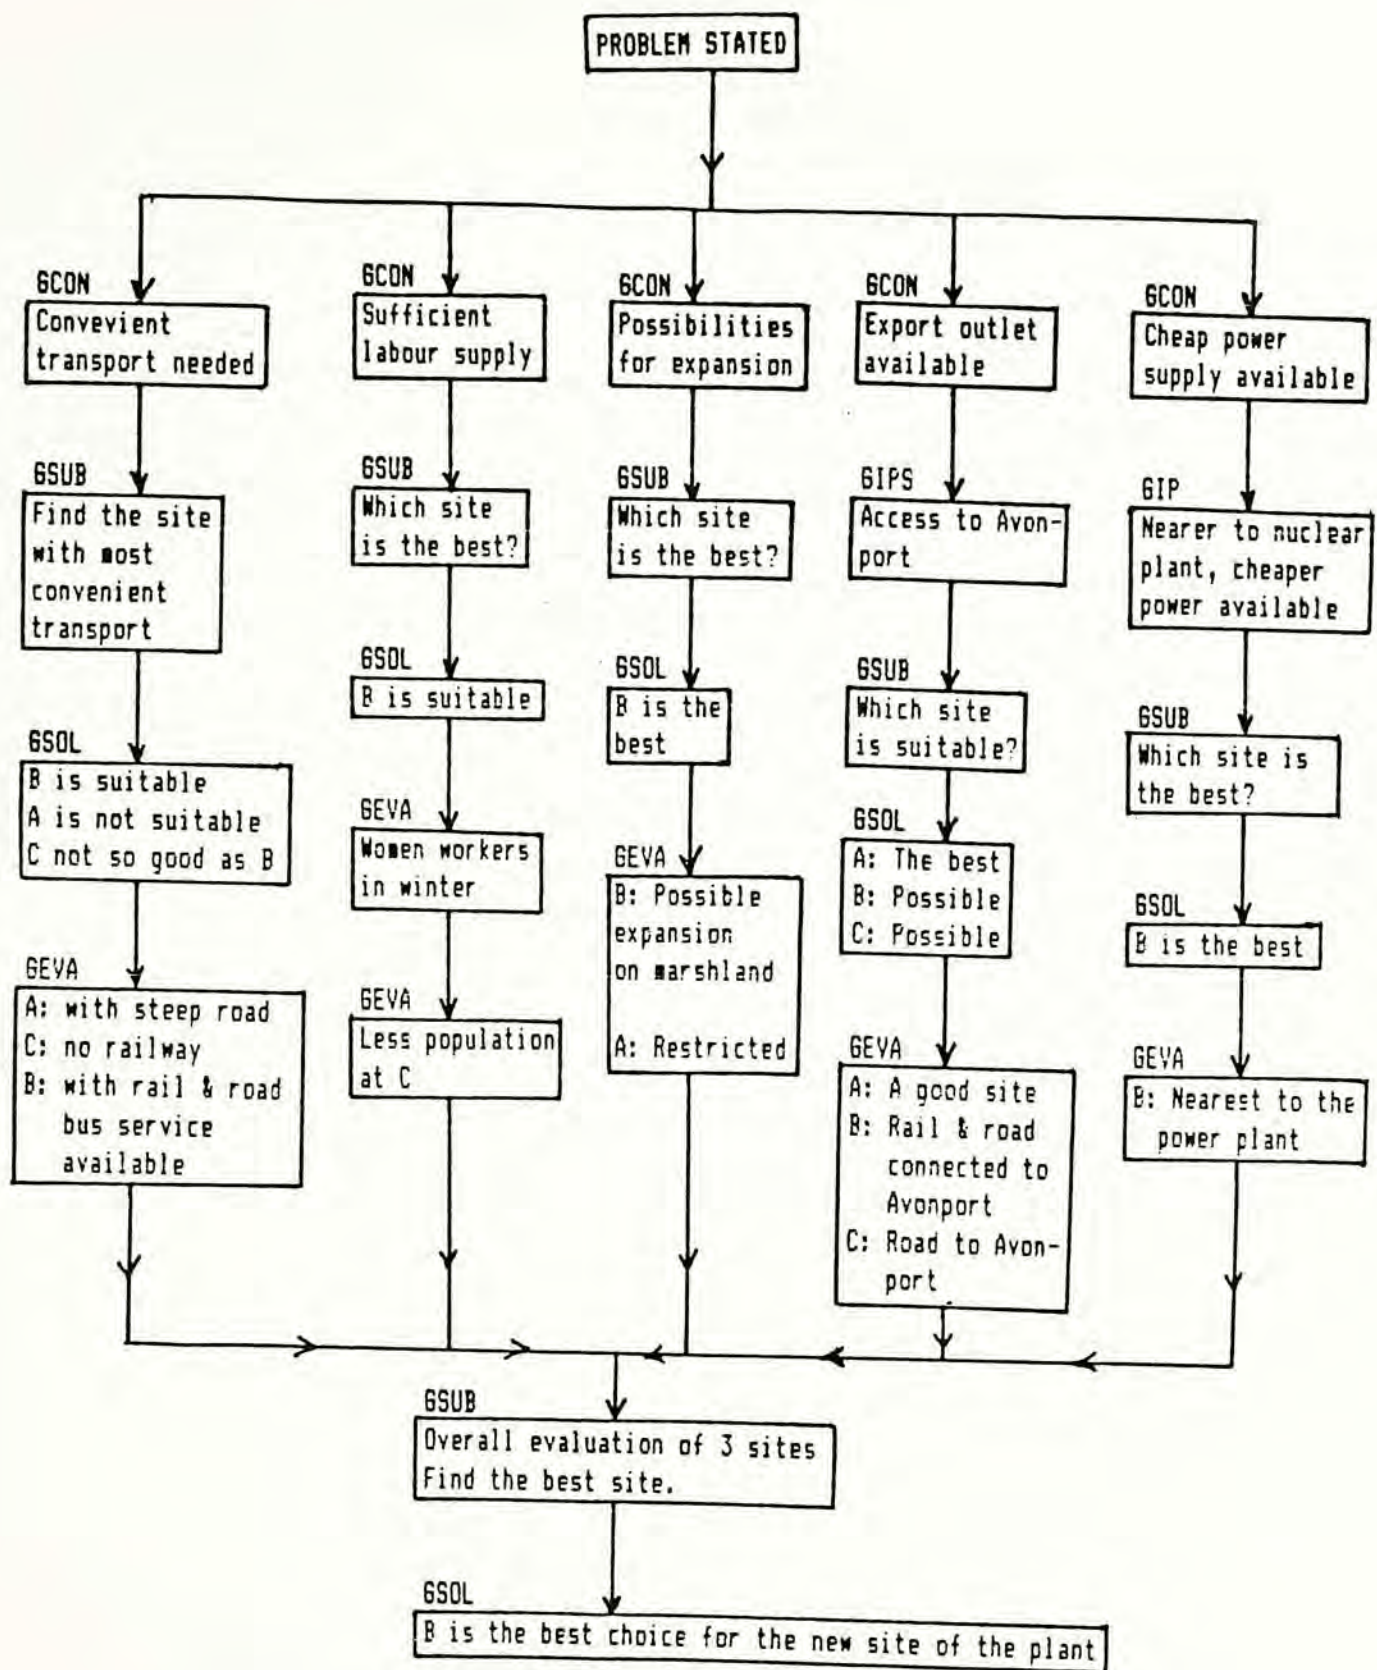 PROBLEM STATED
GCON
Convevient
transport needed
GSUB
Find the site
with most
convenient
transport
GSOL
B is suitable
A is not suitable
C not so good as B
GEVA
A: with steep road
C: no railway
B: with rail & road
bus service
available
GCON
Sufficient
labour supply
GSUB
Which site
is the best?
GSOL
B is suitable
GEVA
Women workers
in winter
GEVA
Less population
at C
GCON
Possibilities
for expansion
GSUB
Which site
is the best?
GSOL
B is the
best
GEVA
B: Possible
expansion
on marshland
A: Restricted
GCON
Export outlet
available
GIPS
Access to Avon-
port
GSUB
Which site
is suitable?
GSOL
A: The best
B: Possible
C: Possible
GEVA
A: A good site
B: Rail & road
connected to
Avonport
C: Road to Avon-
port
GCON
Cheap power
supply available
GIP
Nearer to nuclear
plant, cheaper
power available
GSUB
Which site is
the best?
GSOL
B is the best
GEVA
B: Nearest to the
power plant
GSUB
Overall evaluation of 3 sites
Find the best site.
GSOL
B is the best choice for the new site of the plant